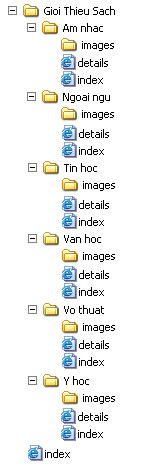 Gioi Thieu Sach
Am nhac
images
details
index
Ngoai ngu
images
details
index
Tin hoc
images
details
index
Van hoc
images
details
index
Vo thuat
images
details
index
Y hoc
images
details
index
index